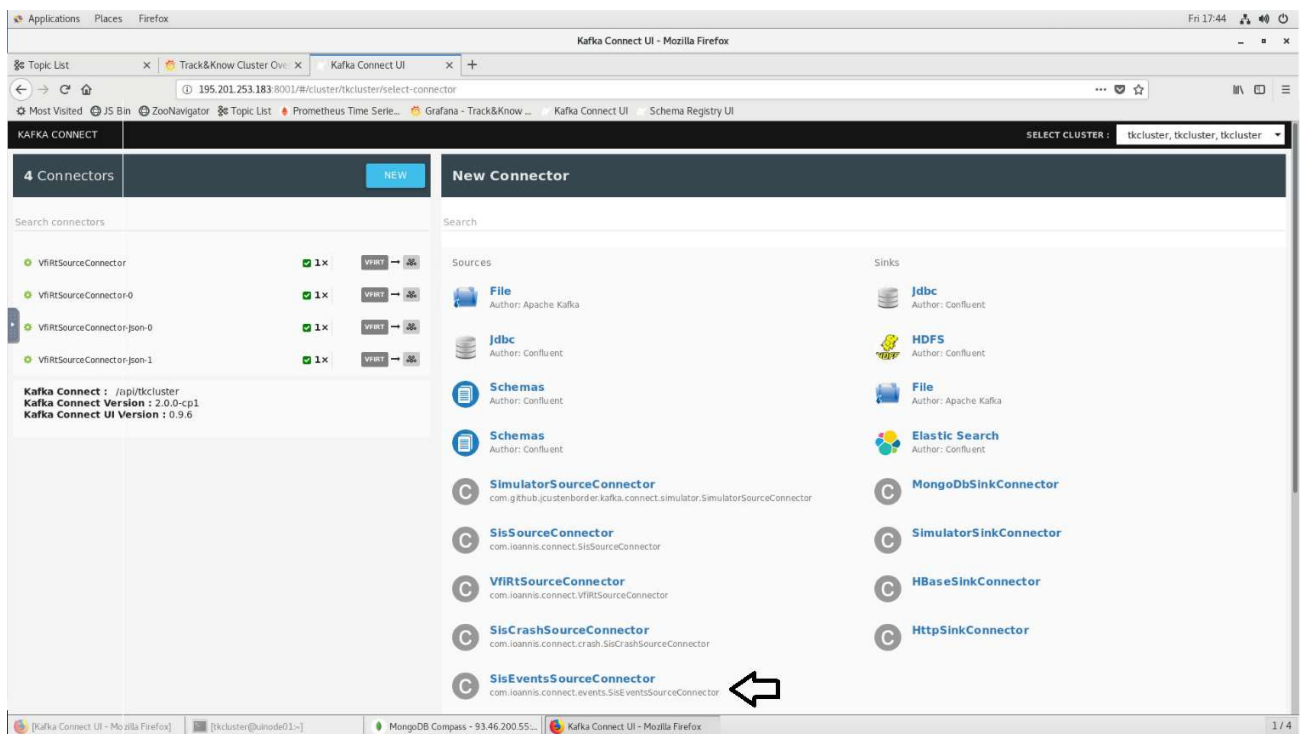 Applications Places Firefox Fri 17:44
Kafka Connect UI - Mozilla Firefox
Topic List Track&Know Cluster Ove Kafka Connect UI
195.201.253.183:8001/#/cluster/tkcluster/select-connector
Most Visited JS Bin ZooNavigator Topic List Prometheus Time Serie... Grafana - Track&Know ... Kafka Connect UI Schema Registry UI
KAFKA CONNECT SELECT CLUSTER : tkcluster, tkcluster, tkcluster
4 Connectors NEW
Search connectors
VfiRtSourceConnector 1× VFIRT
VfiRtSourceConnector-0 1× VFIRT
VfiRtSourceConnector-Json-0 1× VFIRT
VfiRtSourceConnector-Json-1 1× VFIRT
Kafka Connect : /api/tkcluster
Kafka Connect Version : 2.0.0-cp1
Kafka Connect UI Version : 0.9.6
New Connector
Search
Sources
File
Author: Apache Kafka
Jdbc
Author: Confluent
Schemas
Author: Confluent
Schemas
Author: Confluent
C SimulatorSourceConnector
com.github.jcustenborder.kafka.connect.simulator.SimulatorSourceConnector
C SisSourceConnector
com.ioannis.connect.SisSourceConnector
C VfiRtSourceConnector
com.ioannis.connect.VfiRtSourceConnector
C SisCrashSourceConnector
com.ioannis.connect.crash.SisCrashSourceConnector
C SisEventsSourceConnector
com.ioannis.connect.events.SisEventsSourceConnector
Sinks
Jdbc
Author: Confluent
HDFS
Author: Confluent
File
Author: Apache Kafka
Elastic Search
Author: Confluent
C MongoDbSinkConnector
C SimulatorSinkConnector
C HBaseSinkConnector
C HttpSinkConnector
[Kafka Connect UI - Mozilla Firefox] [tkcluster@uinode01:~] MongoDB Compass - 93.46.200.55:... Kafka Connect UI - Mozilla Firefox 1 / 4